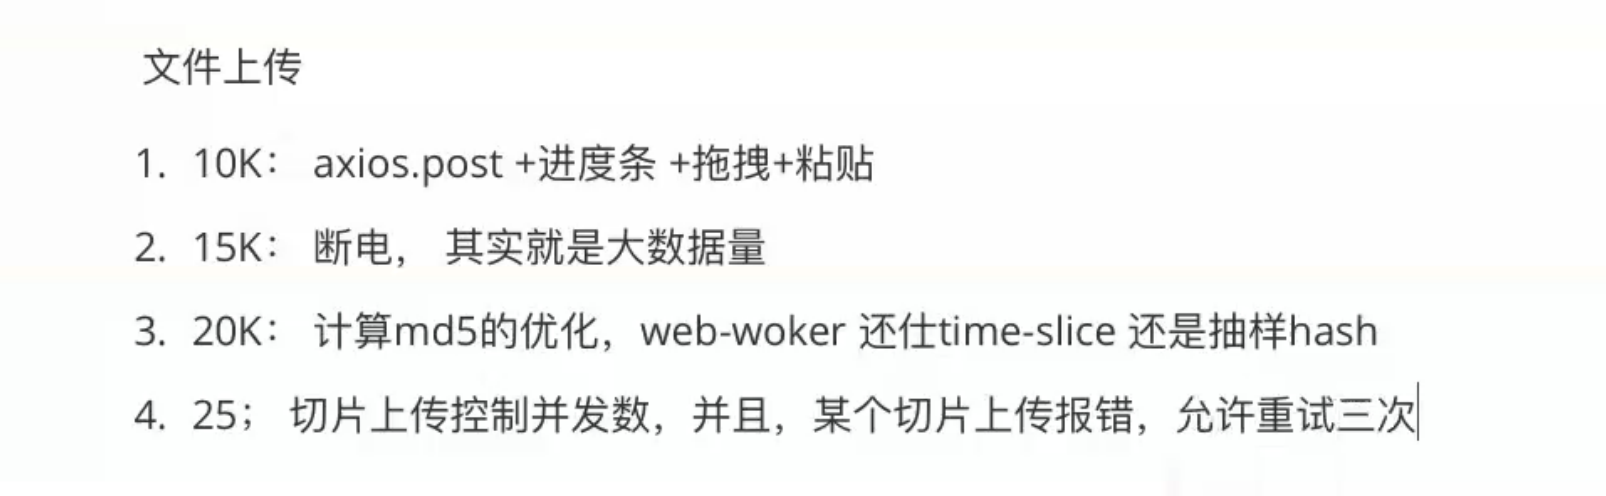 文件上传
1. 10K： axios.post +进度条 +拖拽+粘贴
2. 15K： 断电， 其实就是大数据量
3. 20K： 计算md5的优化，web-woker 还仕time-slice 还是抽样hash
4. 25； 切片上传控制并发数，并且，某个切片上传报错，允许重试三次